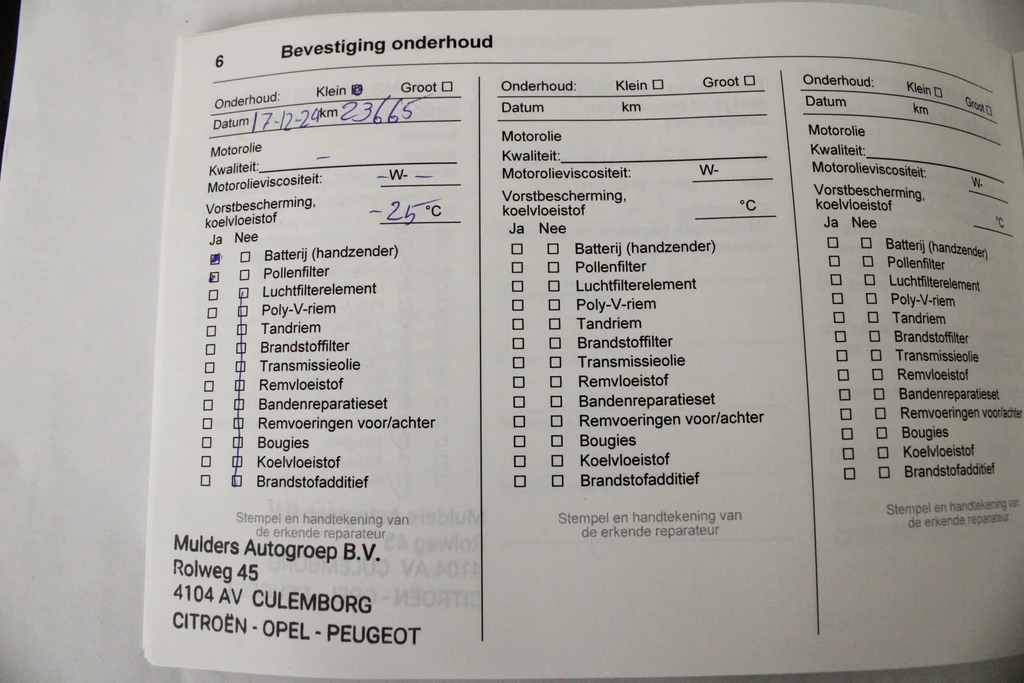 6 Bevestiging onderhoud
Onderhoud: Klein Groot
Datum 17-12-24 km 23665
Motorolie
Kwaliteit: –
Motorolieviscositeit: – W- –
Vorstbescherming,
koelvloeistof -25 °C
Ja Nee
Batterij (handzender)
Pollenfilter
Luchtfilterelement
Poly-V-riem
Tandriem
Brandstoffilter
Transmissieolie
Remvloeistof
Bandenreparatieset
Remvoeringen voor/achter
Bougies
Koelvloeistof
Brandstofadditief
Stempel en handtekening van
de erkende reparateur
Mulders Autogroep B.V.
Rolweg 45
4104 AV CULEMBORG
CITROËN - OPEL - PEUGEOT
Onderhoud: Klein Groot
Datum km
Motorolie
Kwaliteit:
Motorolieviscositeit: W-
Vorstbescherming,
koelvloeistof °C
Ja Nee
Batterij (handzender)
Pollenfilter
Luchtfilterelement
Poly-V-riem
Tandriem
Brandstoffilter
Transmissieolie
Remvloeistof
Bandenreparatieset
Remvoeringen voor/achter
Bougies
Koelvloeistof
Brandstofadditief
Stempel en handtekening van
de erkende reparateur
Onderhoud: Klein Groot
Datum km
Motorolie
Kwaliteit:
Motorolieviscositeit: W-
Vorstbescherming,
koelvloeistof °C
Ja Nee
Batterij (handzender)
Pollenfilter
Luchtfilterelement
Poly-V-riem
Tandriem
Brandstoffilter
Transmissieolie
Remvloeistof
Bandenreparatieset
Remvoeringen voor/achter
Bougies
Koelvloeistof
Brandstofadditief
Stempel en handtekening van
de erkende reparateur